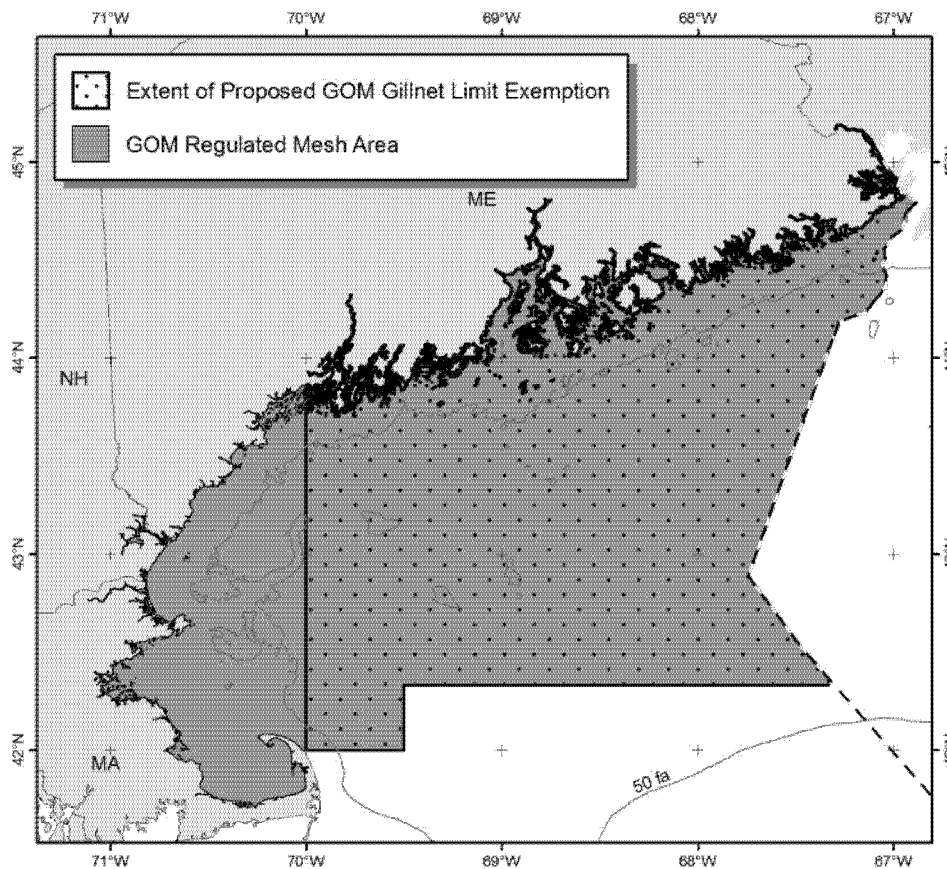 71°W 70°W 69°W 68°W 67°W
Extent of Proposed GOM Gillnet Limit Exemption
GOM Regulated Mesh Area
45°N
ME
44°N
NH
43°N
42°N
MA
50 fa
71°W 70°W 69°W 68°W 67°W